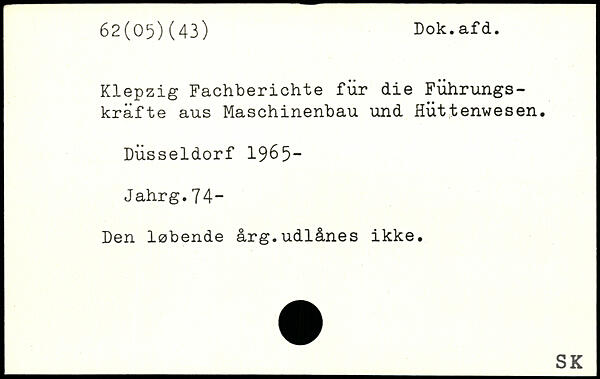 62(05)(43)
Dok.afd.
Klepzig Fachberichte für die Führungs-
kräfte aus Maschinenbau und Hüttenwesen.
Düsseldorf 1965-
Jahrg.74-
Den løbende årg.udlånes ikke.
SK